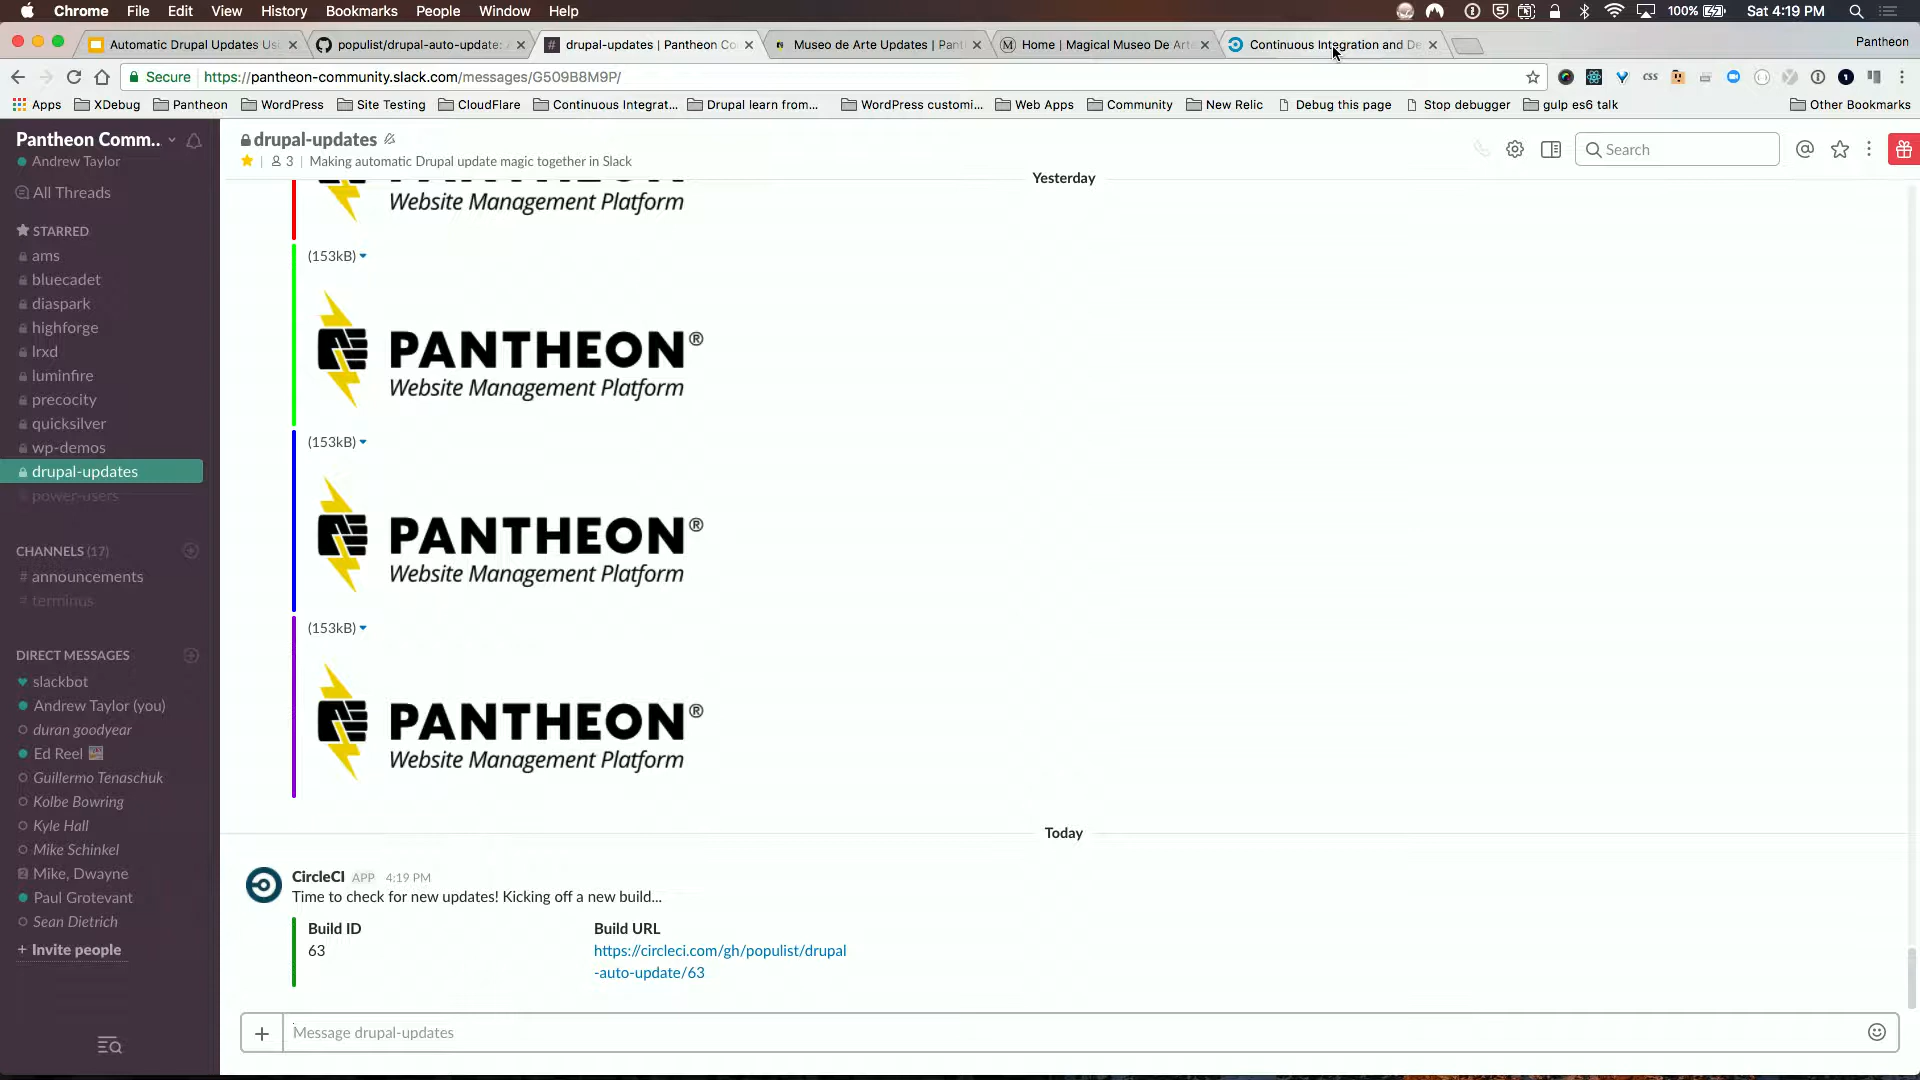 Chrome File Edit View History Bookmarks People Window Help 100% Sat 4:19 PM
Automatic Drupal Updates Us populist/drupal-auto-update: drupal-updates | Pantheon Co Museo de Arte Updates | Pant Home | Magical Museo De Arte Continuous Integration and De Pantheon
Secure https://pantheon-community.slack.com/messages/G509B8M9P/
Apps XDebug Pantheon WordPress Site Testing CloudFlare Continuous Integrat... Drupal learn from... WordPress customi... Web Apps Community New Relic Debug this page Stop debugger gulp es6 talk Other Bookmarks
Pantheon Comm...
Andrew Taylor
All Threads
STARRED
ams
bluecadet
diaspark
highforge
lrxd
luminfire
precocity
quicksilver
wp-demos
drupal-updates
power-users
CHANNELS (17)
# announcements
# terminus
DIRECT MESSAGES
slackbot
Andrew Taylor (you)
duran goodyear
Ed Reel
Guillermo Tenaschuk
Kolbe Bowring
Kyle Hall
Mike Schinkel
2 Mike, Dwayne
Paul Grotevant
Sean Dietrich
+ Invite people
drupal-updates
3 | Making automatic Drupal update magic together in Slack
Search
Yesterday
PANTHEON
Website Management Platform
(153kB)
PANTHEON®
Website Management Platform
(153kB)
PANTHEON®
Website Management Platform
(153kB)
PANTHEON®
Website Management Platform
Today
CircleCI APP 4:19 PM
Time to check for new updates! Kicking off a new build...
Build ID Build URL
63 https://circleci.com/gh/populist/drupal
-auto-update/63
Message drupal-updates